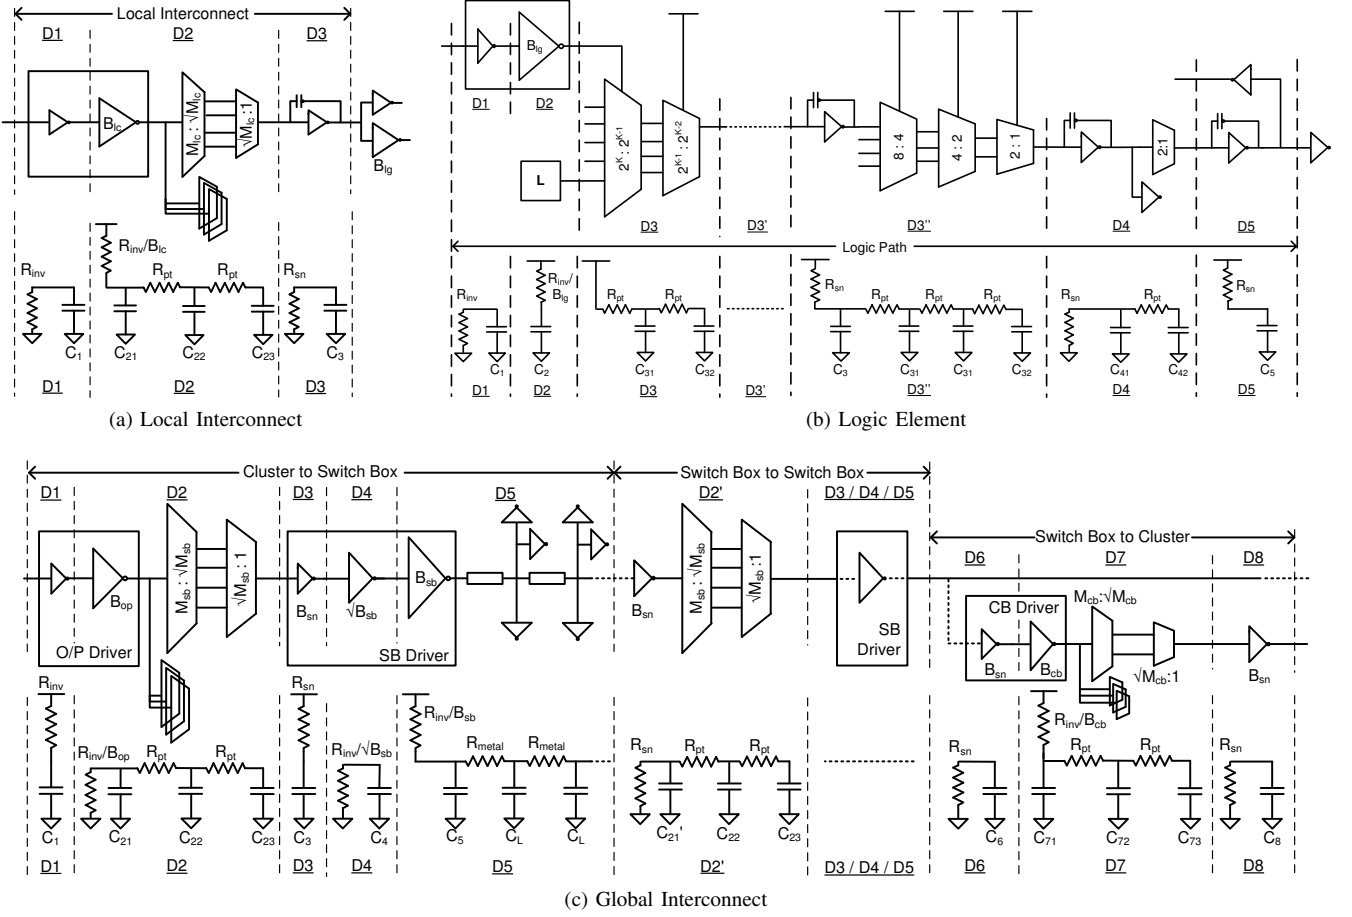 Local Interconnect
D1 D2 D3
B_lc
M_lc : √M_lc
√M_lc : 1
B_lg
R_inv/B_lc
R_inv R_pt R_pt R_sn
C_1 C_21 C_22 C_23 C_3
D1 D2 D3
(a) Local Interconnect
B_lg
D1 D2
2^K : 2^K-1
2^K-1 : 2^K-2
8 : 4
4 : 2
2 : 1
2:1
L
D3 D3' D3'' D4 D5
Logic Path
R_inv R_inv/B_lg R_pt R_pt R_sn R_pt R_pt R_pt R_sn R_pt R_sn
C_1 C_2 C_31 C_32 C_3 C_31 C_31 C_32 C_41 C_42 C_5
D1 D2 D3 D3' D3'' D4 D5
(b) Logic Element
Cluster to Switch Box Switch Box to Switch Box
D1 D2 D3 D4 D5 D2' D3 / D4 / D5
Switch Box to Cluster
D6 D7 D8
B_op
O/P Driver
M_sb : √M_sb
√M_sb : 1
B_sn
√B_sb
B_sb
SB Driver
B_sn
M_sb : √M_sb
√M_sb : 1
SB
Driver
CB Driver
B_sn
B_cb
M_cb:√M_cb
√M_cb:1
B_sn
R_inv R_inv/B_op R_pt R_pt R_sn R_inv/√B_sb R_inv/B_sb R_metal R_metal R_sn R_pt R_pt R_sn R_inv/B_cb R_pt R_pt R_sn
C_1 C_21 C_22 C_23 C_3 C_4 C_5 C_L C_L C_21' C_22 C_23 C_6 C_71 C_72 C_73 C_8
D1 D2 D3 D4 D5 D2' D3 / D4 / D5 D6 D7 D8
(c) Global Interconnect